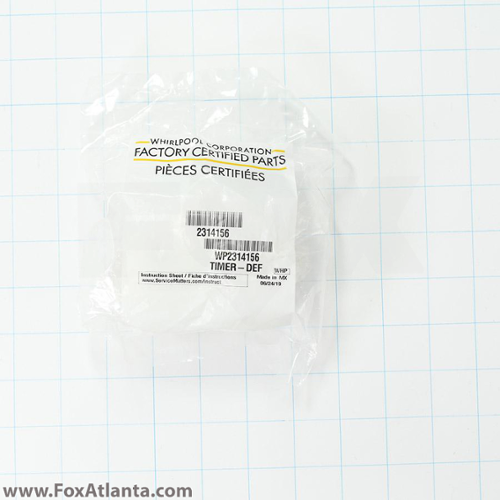 WHIRLPOOL CORPORATION
FACTORY CERTIFIED PARTS
PIÈCES CERTIFIÉES
2314156
WP2314156
TIMER-DEF
WHP
Instruction Sheet / Fiche d'instructions
Made in MX
www.ServiceMatters.com/instruct
06/24/19
www.FoxAtlanta.com